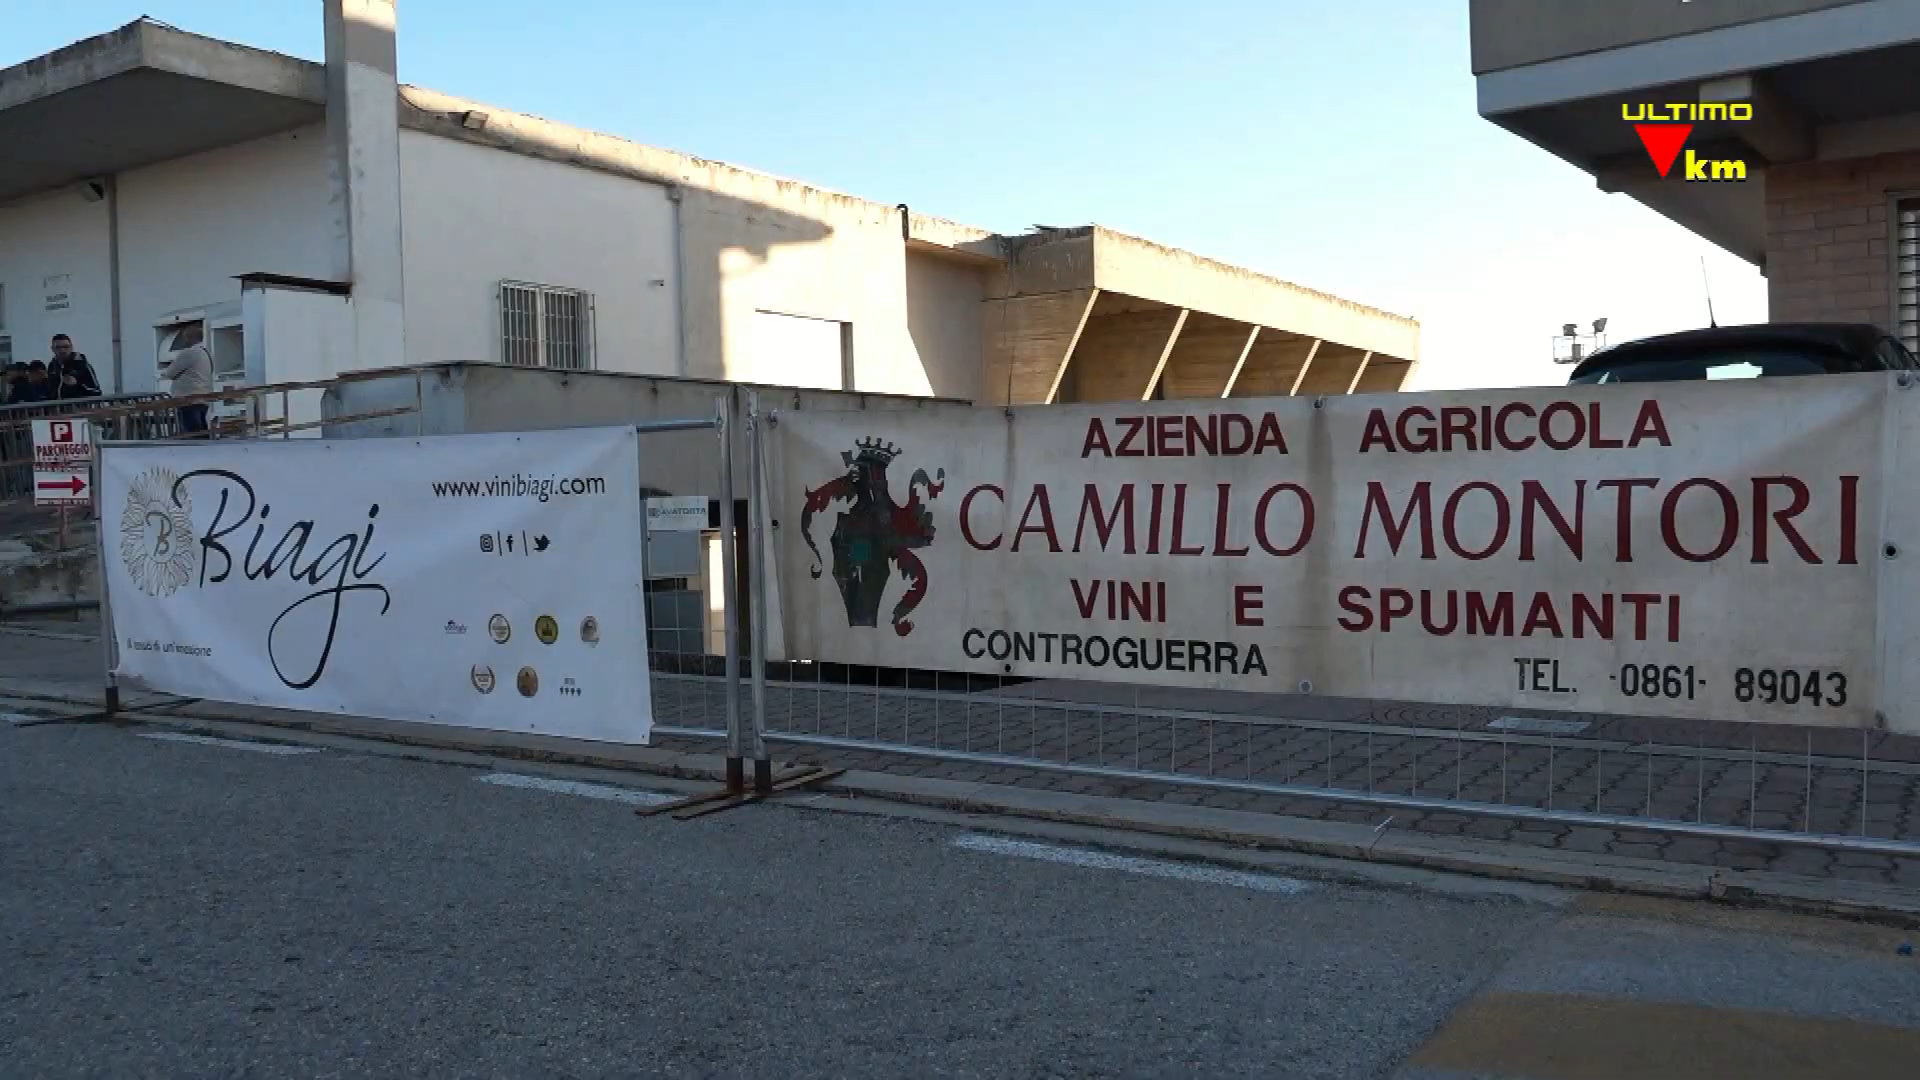 ULTIMO
km
P
PARCHEGGIO
B
Biagi
www.vinibiagi.com
AZIENDA AGRICOLA
CAMILLO MONTORI
VINI E SPUMANTI
CONTROGUERRA
TEL. -0861- 89043